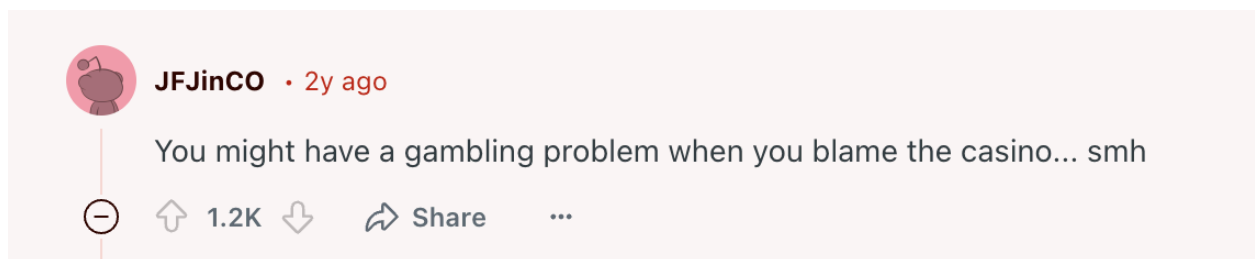 JFJinCO • 2y ago
You might have a gambling problem when you blame the casino... smh
1.2K Share ...